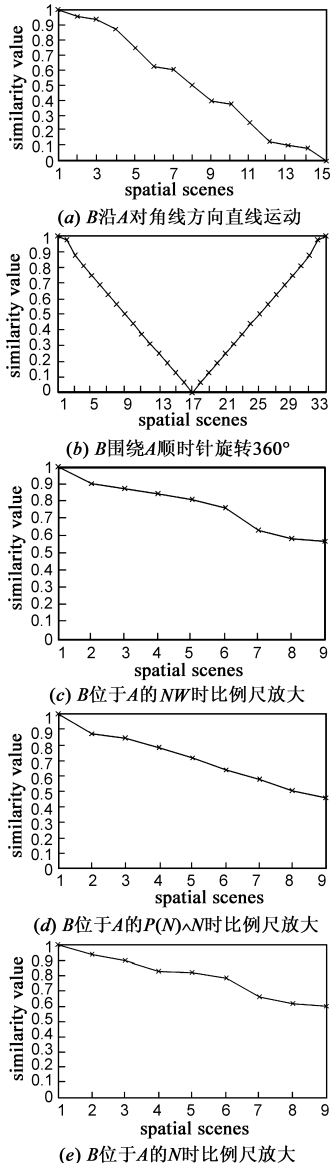 1
0.9
0.8
0.7
0.6
0.5
0.4
0.3
0.2
0.1
0
similarity value
1 3 5 7 9 11 13 15
spatial scenes
(a) B沿A对角线方向直线运动
1
0.9
0.8
0.7
0.6
0.5
0.4
0.3
0.2
0.1
0
similarity value
1 5 9 13 17 21 25 29 33
spatial scenes
(b) B围绕A顺时针旋转360°
1
0.9
0.8
0.7
0.6
0.5
0.4
0.3
0.2
0.1
0
similarity value
1 2 3 4 5 6 7 8 9
spatial scenes
(c) B位于A的NW时比例尺放大
1
0.9
0.8
0.7
0.6
0.5
0.4
0.3
0.2
0.1
0
similarity value
1 2 3 4 5 6 7 8 9
spatial scenes
(d) B位于A的P(N)∧N时比例尺放大
1
0.9
0.8
0.7
0.6
0.5
0.4
0.3
0.2
0.1
0
similarity value
1 2 3 4 5 6 7 8 9
spatial scenes
(e) B位于A的N时比例尺放大